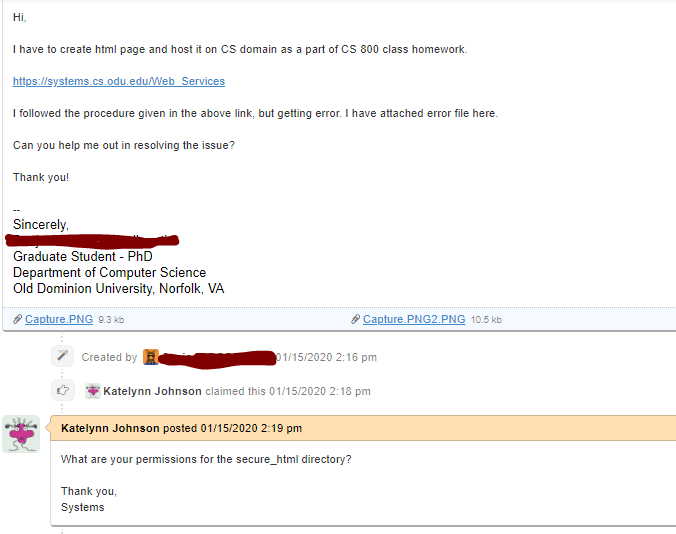 Hi,
I have to create html page and host it on CS domain as a part of CS 800 class homework.
https://systems.cs.odu.edu/Web_Services
I followed the procedure given in the above link, but getting error. I have attached error file here.
Can you help me out in resolving the issue?
Thank you!
--
Sincerely,
Graduate Student - PhD
Department of Computer Science
Old Dominion University, Norfolk, VA
Capture.PNG 9.3 kb Capture.PNG2.PNG 10.5 kb
Created by 01/15/2020 2:16 pm
Katelynn Johnson claimed this 01/15/2020 2:18 pm
Katelynn Johnson posted 01/15/2020 2:19 pm
What are your permissions for the secure_html directory?
Thank you,
Systems